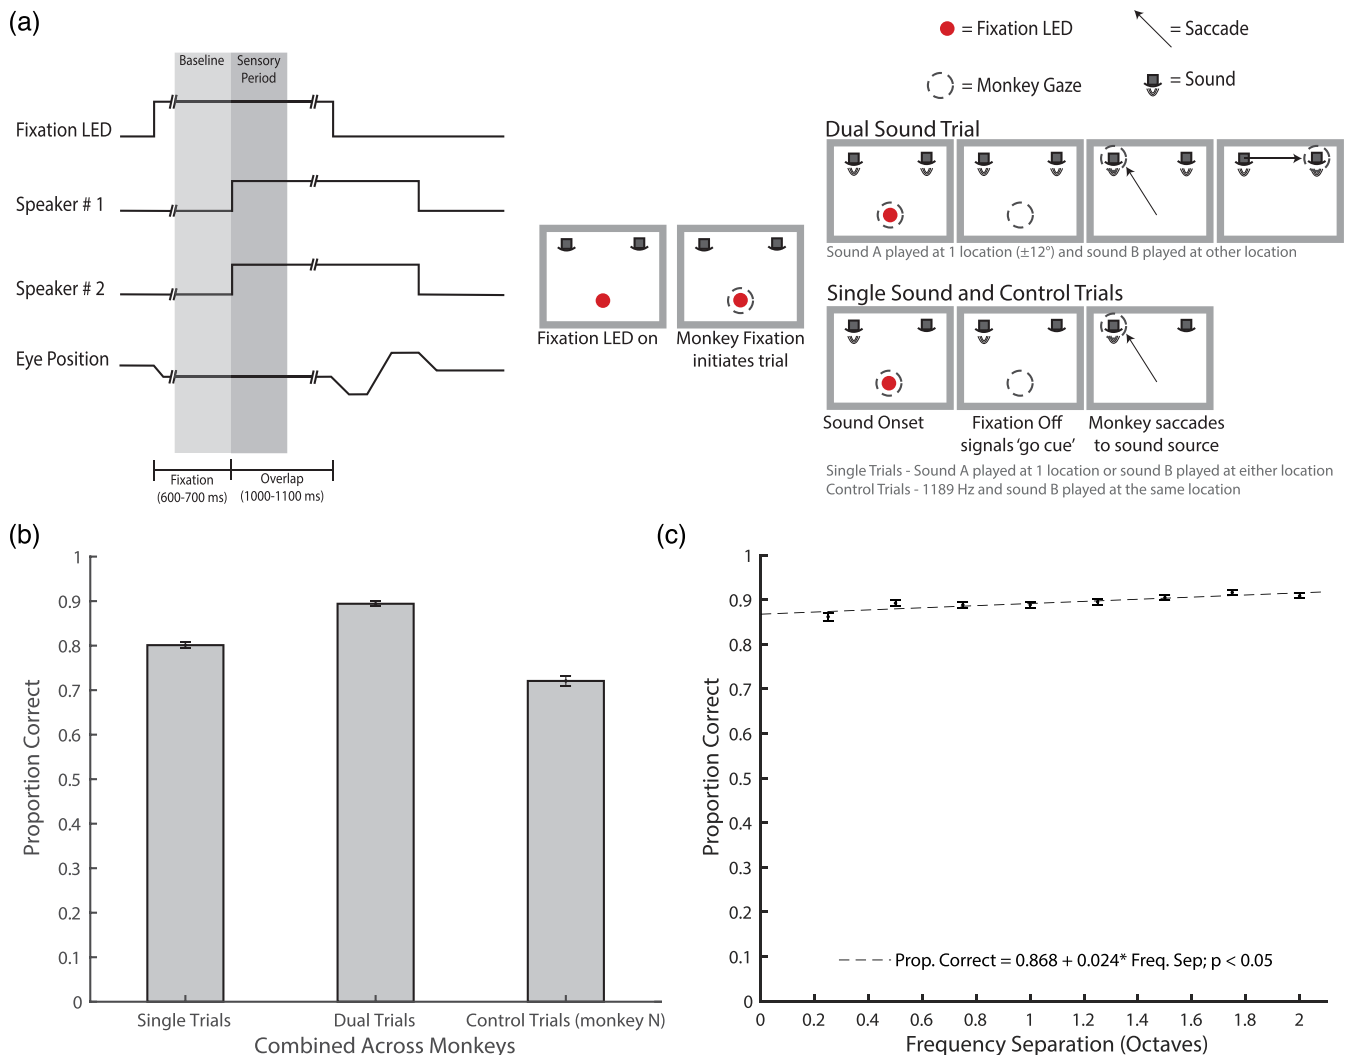 (a)
Baseline
Sensory
Period
Fixation LED
Speaker # 1
Speaker # 2
Eye Position
Fixation
(600-700 ms)
Overlap
(1000-1100 ms)
Fixation LED on
Monkey Fixation
initiates trial
= Fixation LED
= Saccade
= Monkey Gaze
= Sound
Dual Sound Trial
Sound A played at 1 location (±12°) and sound B played at other location
Single Sound and Control Trials
Sound Onset
Fixation Off
signals 'go cue'
Monkey saccades
to sound source
Single Trials - Sound A played at 1 location or sound B played at either location
Control Trials - 1189 Hz and sound B played at the same location
(b)
Proportion Correct
1
0.9
0.8
0.7
0.6
0.5
0.4
0.3
0.2
0.1
0
Single Trials
Dual Trials
Control Trials (monkey N)
Combined Across Monkeys
(c)
Proportion Correct
1
0.9
0.8
0.7
0.6
0.5
0.4
0.3
0.2
0.1
0
Prop. Correct = 0.868 + 0.024* Freq. Sep; p < 0.05
0 0.2 0.4 0.6 0.8 1 1.2 1.4 1.6 1.8 2
Frequency Separation (Octaves)